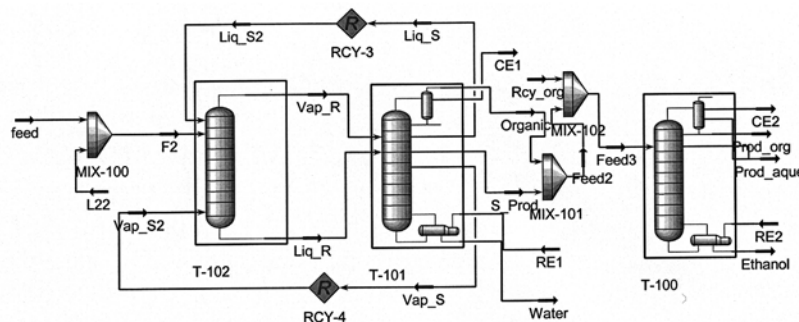 Liq_S2
RCY-3
Liq_S
CE1
Vap_R
Rcy_org
feed
F2
MIX-100
L22
Vap_S2
Organic
MIX-102
CE2
Feed3
Prod_org
Feed2
Prod_aque
S_Prod
MIX-101
Liq_R
RE1
RE2
Ethanol
T-102
T-101
Vap_S
Water
T-100
RCY-4
R
R